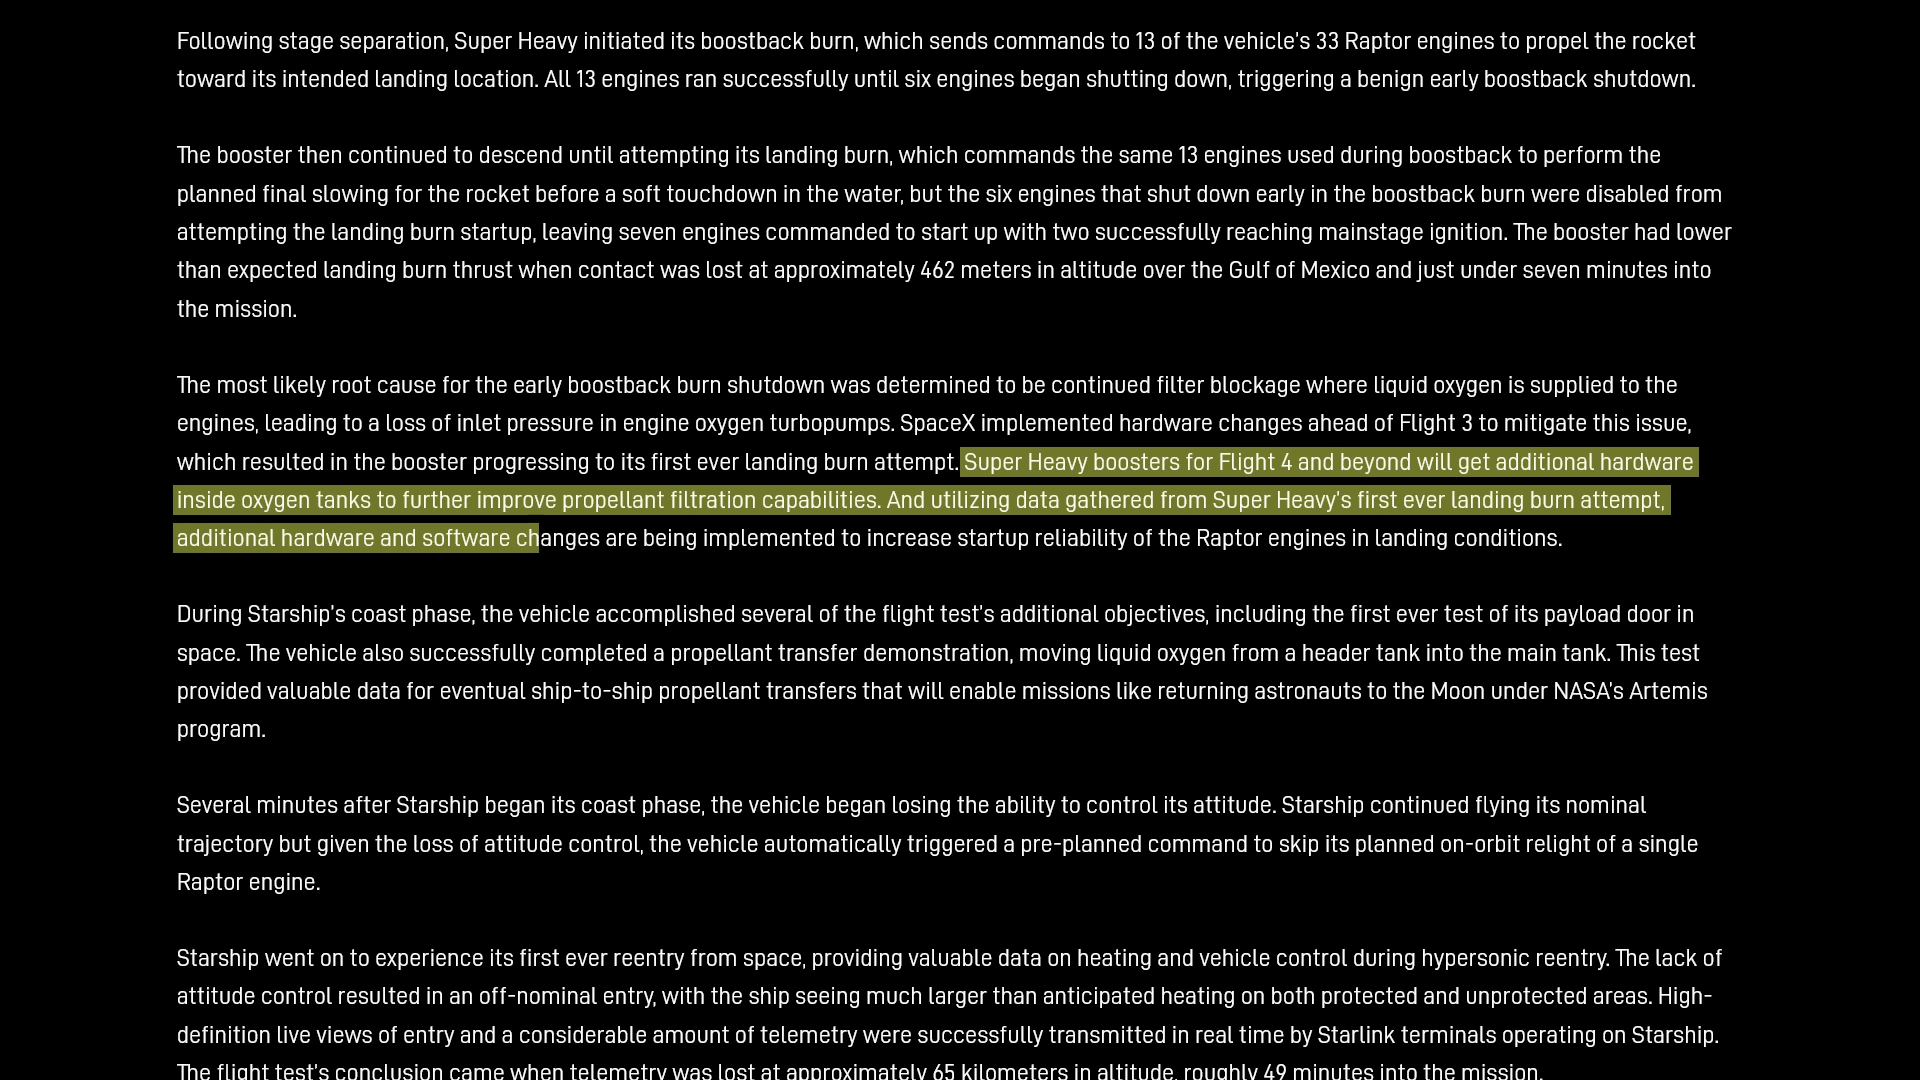 Following stage separation, Super Heavy initiated its boostback burn, which sends commands to 13 of the vehicle's 33 Raptor engines to propel the rocket
toward its intended landing location. All 13 engines ran successfully until six engines began shutting down, triggering a benign early boostback shutdown.
The booster then continued to descend until attempting its landing burn, which commands the same 13 engines used during boostback to perform the
planned final slowing for the rocket before a soft touchdown in the water, but the six engines that shut down early in the boostback burn were disabled from
attempting the landing burn startup, leaving seven engines commanded to start up with two successfully reaching mainstage ignition. The booster had lower
than expected landing burn thrust when contact was lost at approximately 462 meters in altitude over the Gulf of Mexico and just under seven minutes into
the mission.
The most likely root cause for the early boostback burn shutdown was determined to be continued filter blockage where liquid oxygen is supplied to the
engines, leading to a loss of inlet pressure in engine oxygen turbopumps. SpaceX implemented hardware changes ahead of Flight 3 to mitigate this issue,
which resulted in the booster progressing to its first ever landing burn attempt. Super Heavy boosters for Flight 4 and beyond will get additional hardware
inside oxygen tanks to further improve propellant filtration capabilities. And utilizing data gathered from Super Heavy's first ever landing burn attempt,
additional hardware and software changes are being implemented to increase startup reliability of the Raptor engines in landing conditions.
During Starship's coast phase, the vehicle accomplished several of the flight test's additional objectives, including the first ever test of its payload door in
space. The vehicle also successfully completed a propellant transfer demonstration, moving liquid oxygen from a header tank into the main tank. This test
provided valuable data for eventual ship-to-ship propellant transfers that will enable missions like returning astronauts to the Moon under NASA's Artemis
program.
Several minutes after Starship began its coast phase, the vehicle began losing the ability to control its attitude. Starship continued flying its nominal
trajectory but given the loss of attitude control, the vehicle automatically triggered a pre-planned command to skip its planned on-orbit relight of a single
Raptor engine.
Starship went on to experience its first ever reentry from space, providing valuable data on heating and vehicle control during hypersonic reentry. The lack of
attitude control resulted in an off-nominal entry, with the ship seeing much larger than anticipated heating on both protected and unprotected areas. High-
definition live views of entry and a considerable amount of telemetry were successfully transmitted in real time by Starlink terminals operating on Starship.
The flight test's conclusion came when telemetry was lost at approximately 65 kilometers in altitude, roughly 49 minutes into the mission.